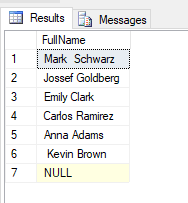 Results Messages
FullName
1 Mark  Schwarz
2 Jossef Goldberg
3 Emily Clark
4 Carlos Ramirez
5 Anna Adams
6  Kevin Brown
7 NULL